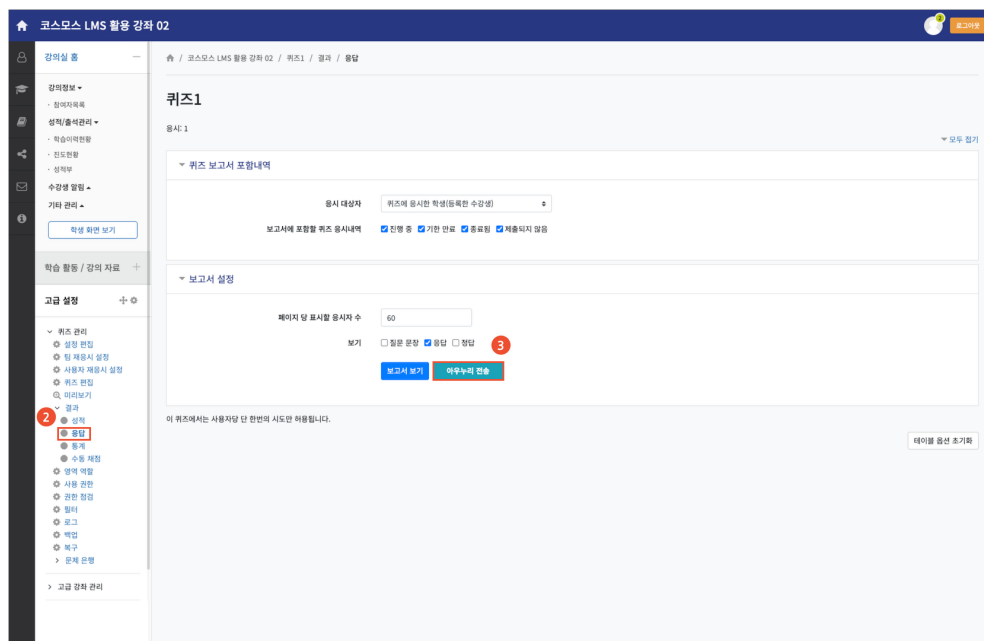 코스모스 LMS 활용 강좌 02
2
로그아웃
강의실 홈
강의정보
· 참여자목록
성적/출석관리
· 학습이력현황
· 진도현황
· 성적부
수강생 알림
기타 관리
학생 화면 보기
학습 활동 / 강의 자료
고급 설정
퀴즈 관리
설정 편집
팀 재응시 설정
사용자 재응시 설정
퀴즈 편집
미리보기
결과
2
성적
응답
통계
수동 채점
영역 역할
사용 권한
권한 점검
필터
로그
백업
복구
문제 은행
고급 강좌 관리
/ 코스모스 LMS 활용 강좌 02 / 퀴즈1 / 결과 / 응답
퀴즈1
응시: 1
모두 접기
퀴즈 보고서 포함내역
응시 대상자 퀴즈에 응시한 학생(등록한 수강생)
보고서에 포함할 퀴즈 응시내역 진행 중 기한 만료 종료됨 제출되지 않음
보고서 설정
페이지 당 표시할 응시자 수 60
보기 질문 문장 응답 정답
3
보고서 보기 아우누리 전송
이 퀴즈에서는 사용자당 단 한번의 시도만 허용됩니다.
테이블 옵션 초기화